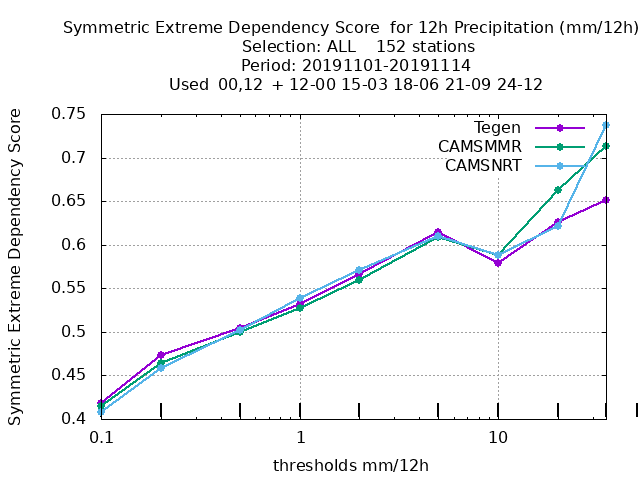 Symmetric Extreme Dependency Score for 12h Precipitation (mm/12h)
Selection: ALL 152 stations
Period: 20191101-20191114
Used 00,12 + 12-00 15-03 18-06 21-09 24-12
Symmetric Extreme Dependency Score
0.75
0.7
0.65
0.6
0.55
0.5
0.45
0.4
Tegen
CAMSMMR
CAMSNRT
0.1
1
10
thresholds mm/12h